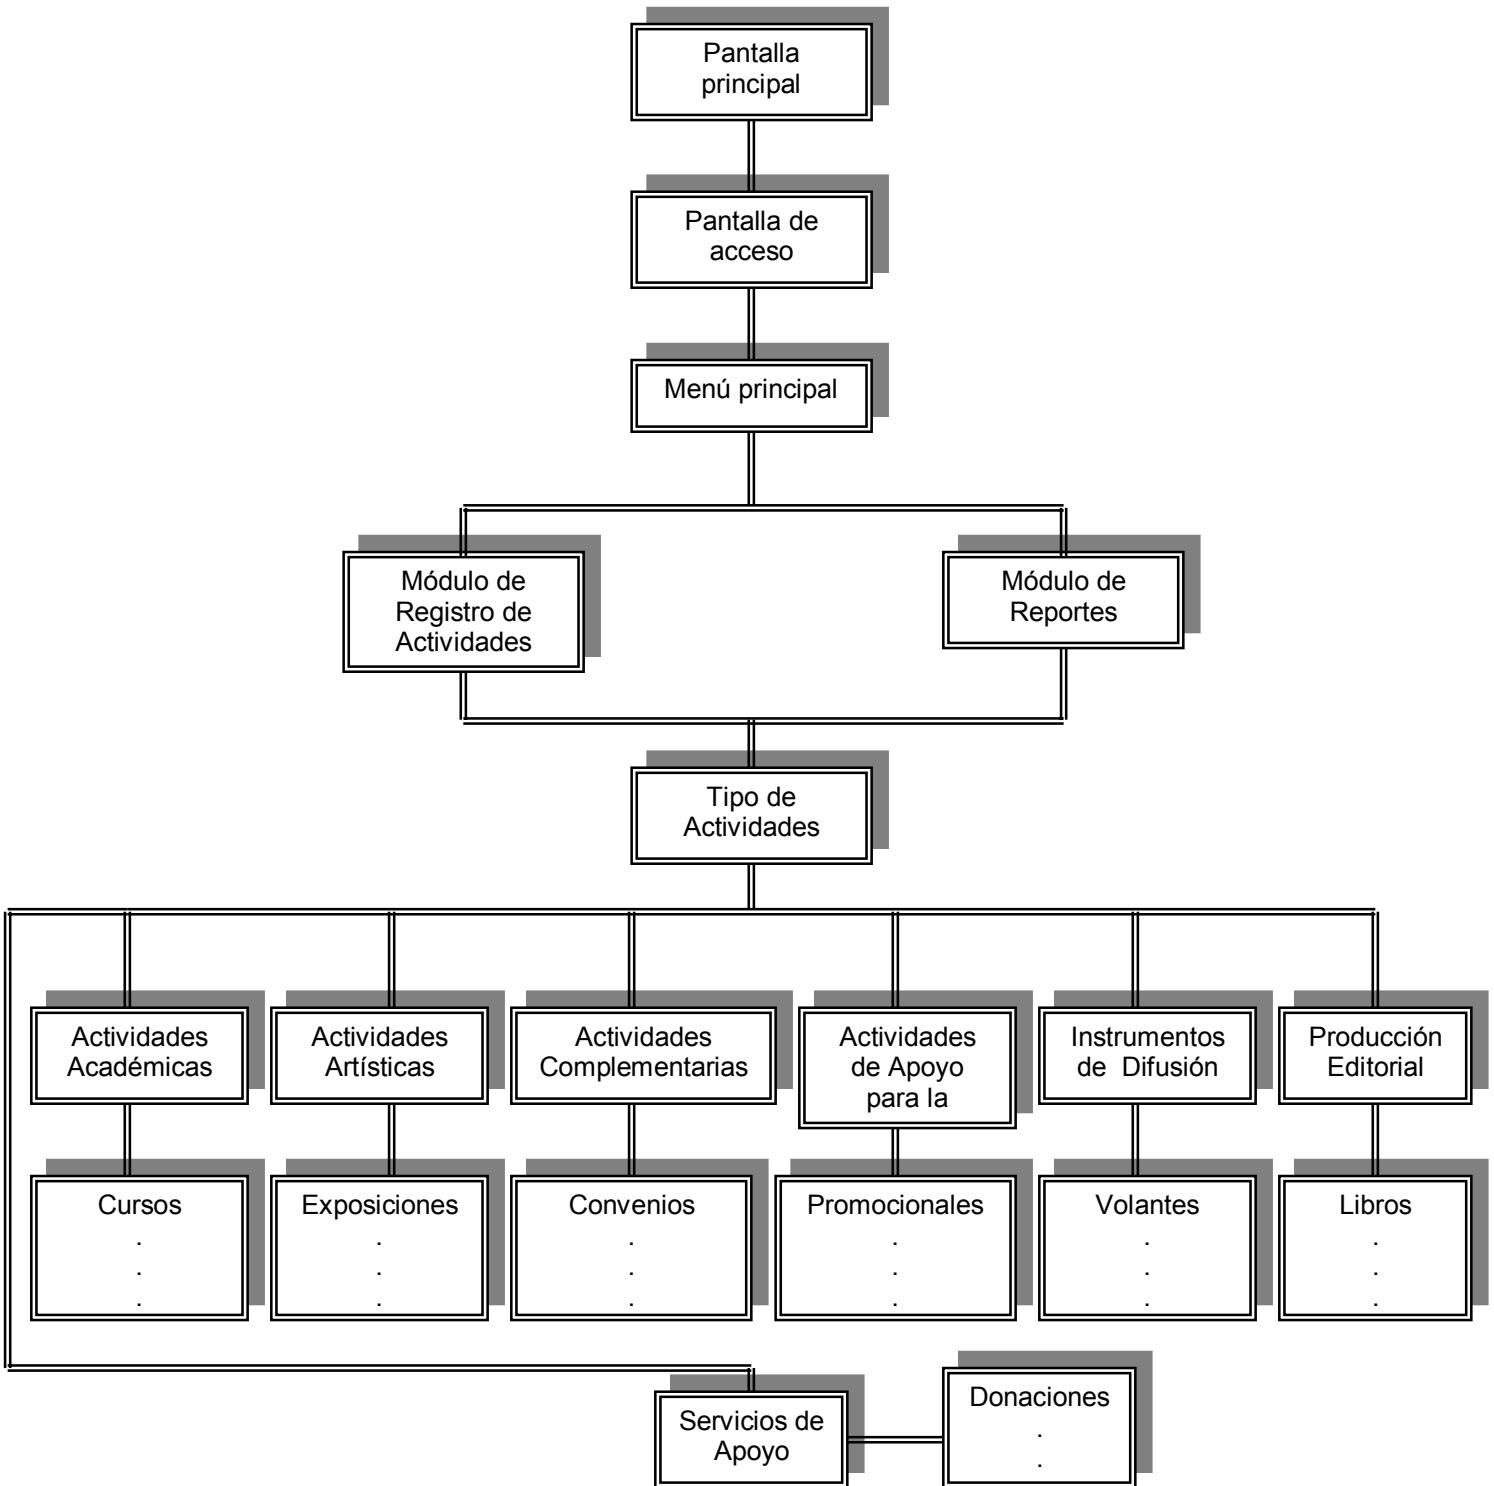 Pantalla
principal
Pantalla de
acceso
Menú principal
Módulo de
Registro de
Actividades
Módulo de
Reportes
Tipo de
Actividades
Actividades
Académicas
Actividades
Artísticas
Actividades
Complementarias
Actividades
de Apoyo
para la
Instrumentos
de Difusión
Producción
Editorial
Cursos
.
.
.
Exposiciones
.
.
.
Convenios
.
.
.
Promocionales
.
.
.
Volantes
.
.
.
Libros
.
.
.
Servicios de
Apoyo
Donaciones
.
.